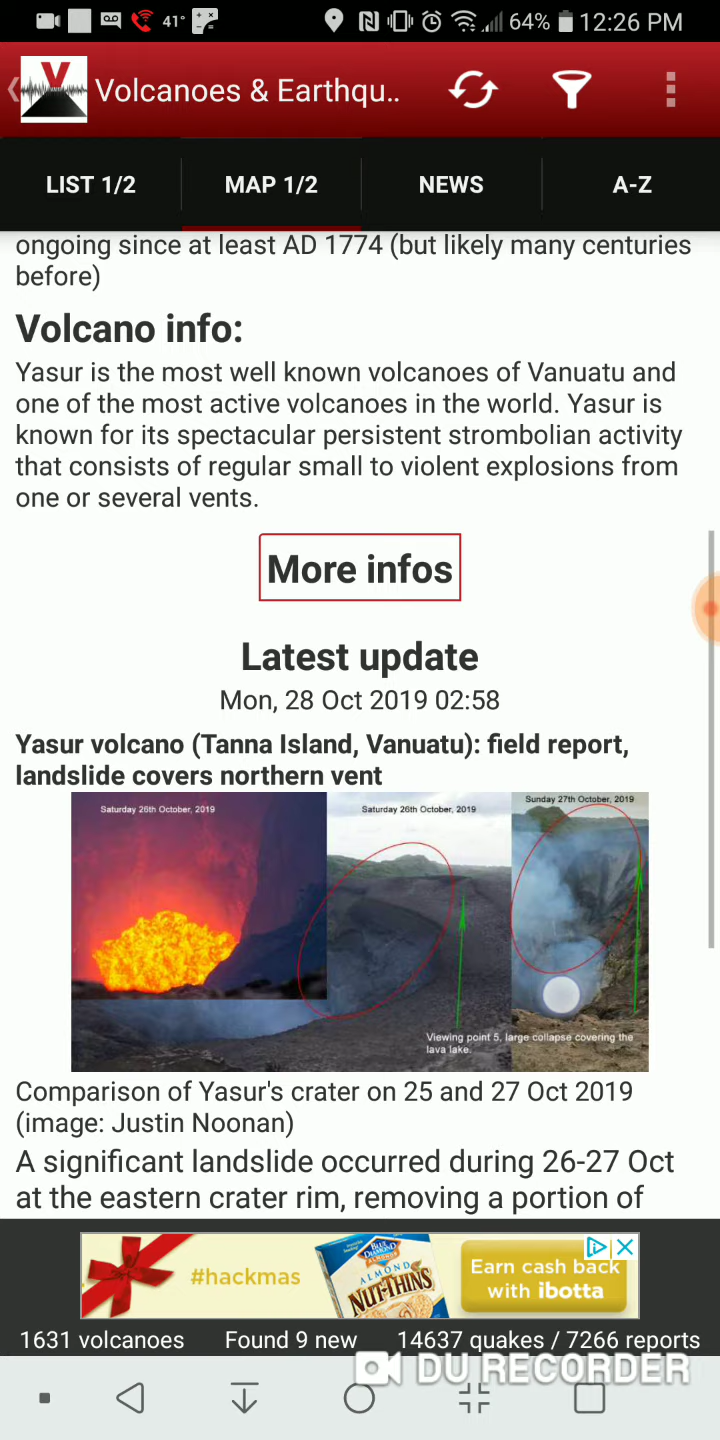 41° 64% 12:26 PM
V
Volcanoes & Earthqu..
LIST 1/2 MAP 1/2 NEWS A-Z
ongoing since at least AD 1774 (but likely many centuries
before)
Volcano info:
Yasur is the most well known volcanoes of Vanuatu and
one of the most active volcanoes in the world. Yasur is
known for its spectacular persistent strombolian activity
that consists of regular small to violent explosions from
one or several vents.
More infos
Latest update
Mon, 28 Oct 2019 02:58
Yasur volcano (Tanna Island, Vanuatu): field report,
landslide covers northern vent
Saturday 26th October, 2019 Saturday 26th October, 2019 Sunday 27th October, 2019
Viewing point 5, large collapse covering the
lava lake.
Comparison of Yasur's crater on 25 and 27 Oct 2019
(image: Justin Noonan)
A significant landslide occurred during 26-27 Oct
at the eastern crater rim, removing a portion of
#hackmas
BLUE DIAMOND
ALMONDS
ALMOND
NUT-THINS
Earn cash back
with ibotta
1631 volcanoes Found 9 new 14637 quakes / 7266 reports
DU RECORDER